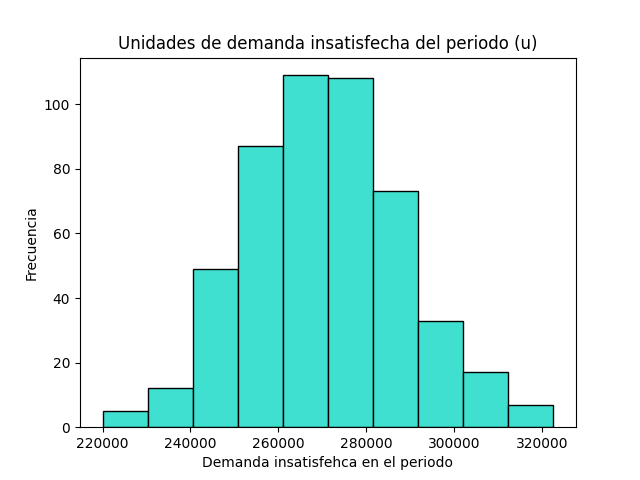 Unidades de demanda insatisfecha del periodo (u)
100
80
60
40
20
0
Frecuencia
220000 240000 260000 280000 300000 320000
Demanda insatisfehca en el periodo